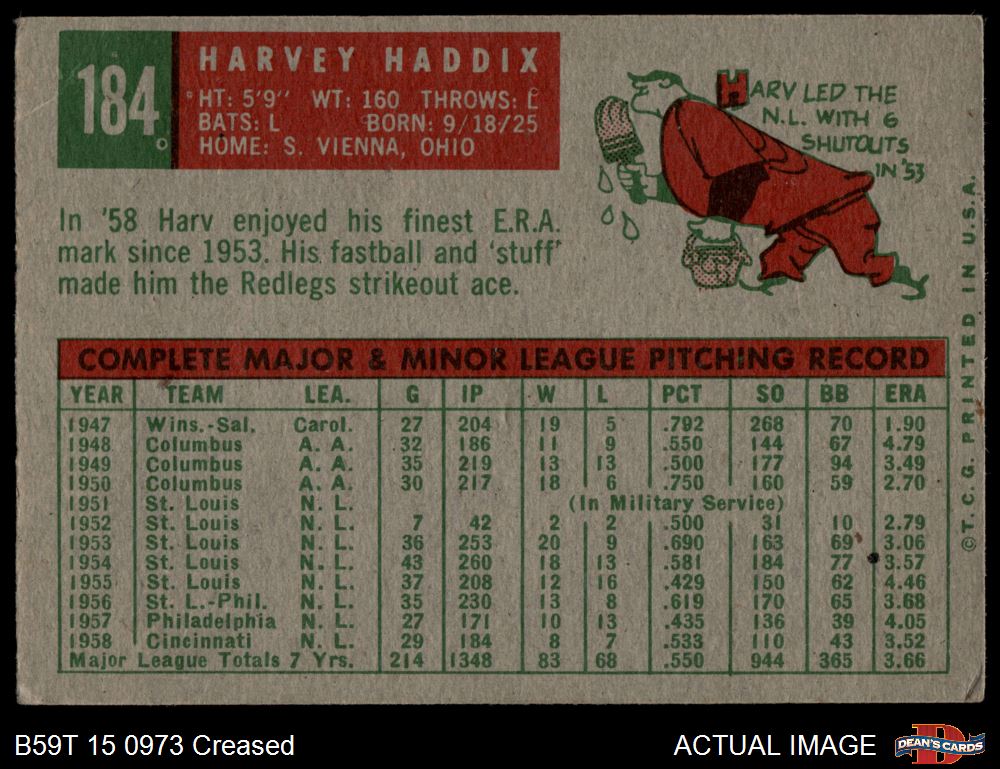 184
HARVEY HADDIX
HT: 5'9" WT: 160 THROWS: L
BATS: L BORN: 9/18/25
HOME: S. VIENNA, OHIO
HARV LED THE
N.L. WITH 6
SHUTOUTS
IN '53
In '58 Harv enjoyed his finest E.R.A.
mark since 1953. His fastball and 'stuff'
made him the Redlegs strikeout ace.
COMPLETE MAJOR & MINOR LEAGUE PITCHING RECORD
YEAR TEAM LEA. G IP W L PCT SO BB ERA
1947 Wins.-Sal. Carol. 27 204 19 5 .792 268 70 1.90
1948 Columbus A. A. 32 186 11 9 .550 144 67 4.79
1949 Columbus A. A. 35 219 13 13 .500 177 94 3.49
1950 Columbus A. A. 30 217 18 6 .750 160 59 2.70
1951 St. Louis N. L. (In Military Service)
1952 St. Louis N. L. 7 42 2 2 .500 31 10 2.79
1953 St. Louis N. L. 36 253 20 9 .690 163 69 3.06
1954 St. Louis N. L. 43 260 18 13 .581 184 77 3.57
1955 St. Louis N. L. 37 208 12 16 .429 150 62 4.46
1956 St. L.-Phil. N. L. 35 230 13 8 .619 170 65 3.68
1957 Philadelphia N. L. 27 171 10 13 .435 136 39 4.05
1958 Cincinnati N. L. 29 184 8 7 .533 110 43 3.52
Major League Totals 7 Yrs. 214 1348 83 68 .550 944 365 3.66
©T. C. G. PRINTED IN U.S.A.
B59T 15 0973 Creased
ACTUAL IMAGE
DEAN'S CARDS